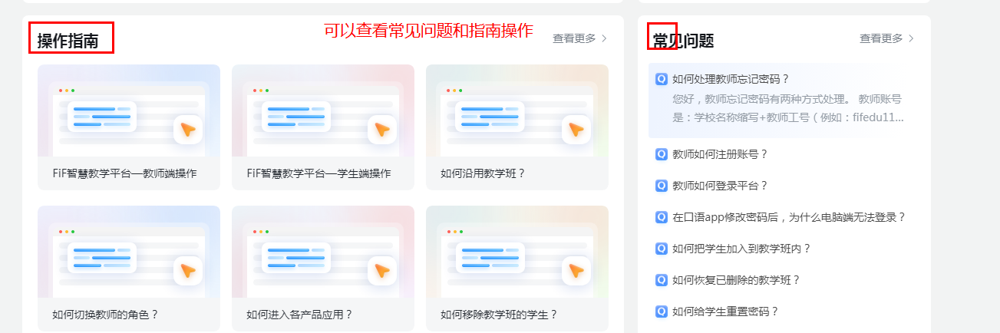 操作指南
可以查看常见问题和指南操作
查看更多
FiF智慧教学平台—教师端操作
FiF智慧教学平台—学生端操作
如何沿用教学班？
如何切换教师的角色？
如何进入各产品应用？
如何移除教学班的学生？
常见问题
查看更多
Q 如何处理教师忘记密码？
您好，教师忘记密码有两种方式处理。 教师账号
是：学校名称缩写+教师工号（例如：fifedu11...
Q 教师如何注册账号？
Q 教师如何登录平台？
Q 在口语app修改密码后，为什么电脑端无法登录？
Q 如何把学生加入到教学班内？
Q 如何恢复已删除的教学班？
Q 如何给学生重置密码？